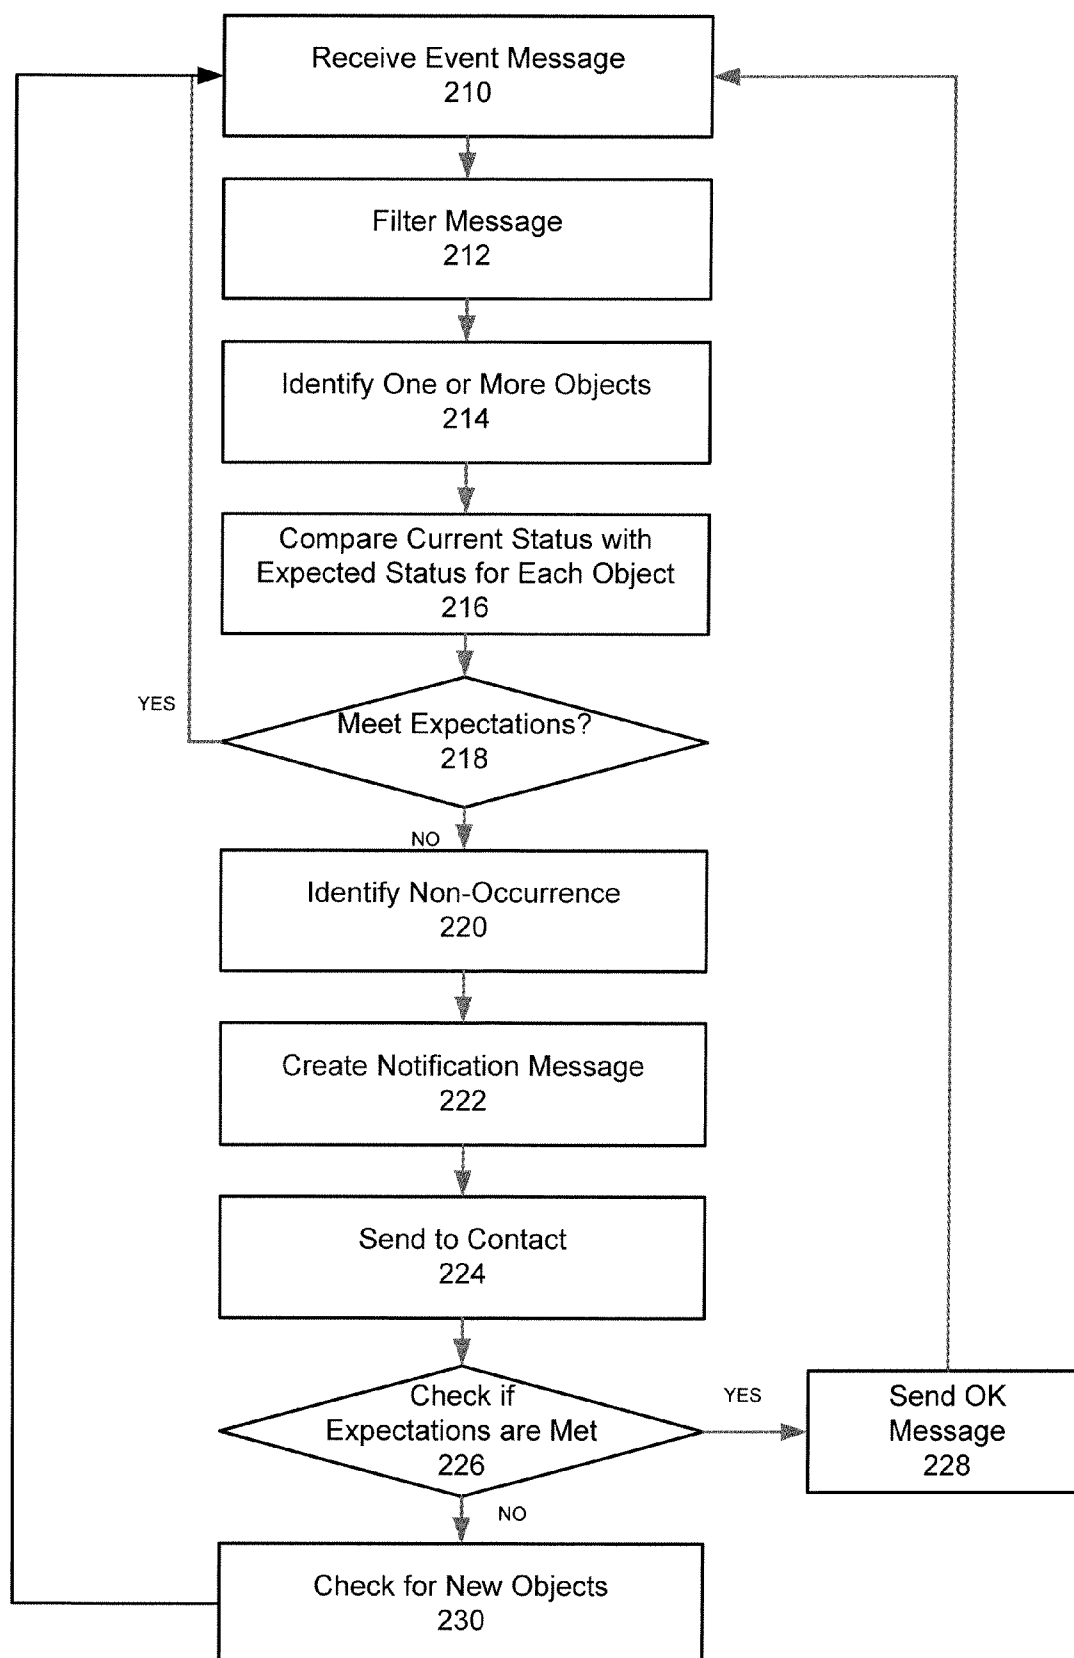 Receive Event Message
210
Filter Message
212
Identify One or More Objects
214
Compare Current Status with
Expected Status for Each Object
216
YES
Meet Expectations?
218
NO
Identify Non-Occurrence
220
Create Notification Message
222
Send to Contact
224
Check if
Expectations are Met
226
YES
Send OK
Message
228
NO
Check for New Objects
230